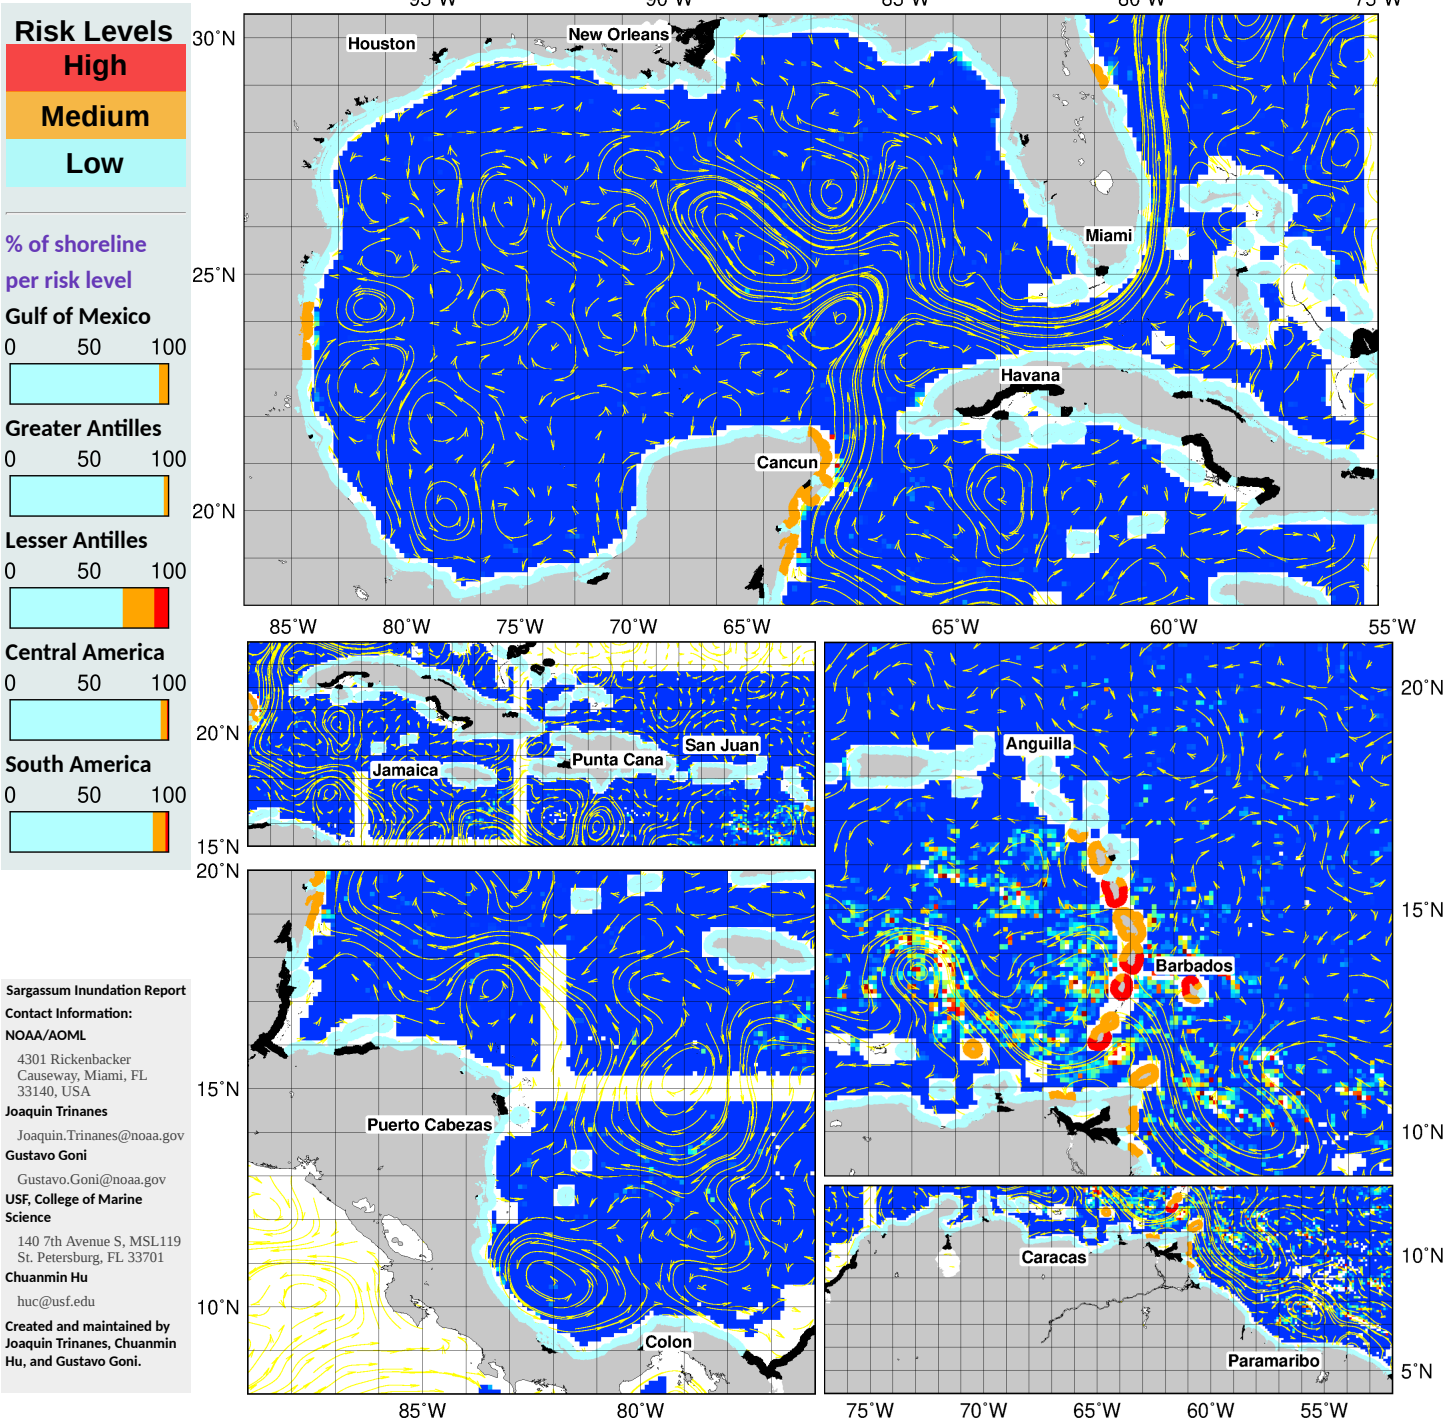 Risk Levels
High
Medium
Low
% of shoreline
per risk level
Gulf of Mexico
0 50 100
Greater Antilles
0 50 100
Lesser Antilles
0 50 100
Central America
0 50 100
South America
0 50 100
Sargassum Inundation Report
Contact Information:
NOAA/AOML
4301 Rickenbacker
Causeway, Miami, FL
33140, USA
Joaquin Trinanes
Joaquin.Trinanes@noaa.gov
Gustavo Goni
Gustavo.Goni@noaa.gov
USF, College of Marine
Science
140 7th Avenue S, MSL119
St. Petersburg, FL 33701
Chuanmin Hu
huc@usf.edu
Created and maintained by
Joaquin Trinanes, Chuanmin
Hu, and Gustavo Goni.
95°W 90°W 85°W 80°W 75°W
30°N
25°N
20°N
Houston
New Orleans
Miami
Havana
Cancun
85°W 80°W 75°W 70°W 65°W
20°N
15°N
Jamaica
Punta Cana
San Juan
65°W 60°W 55°W
20°N
15°N
10°N
Anguilla
Barbados
20°N
15°N
10°N
Puerto Cabezas
Colon
85°W 80°W
Caracas
Paramaribo
10°N
5°N
75°W 70°W 65°W 60°W 55°W